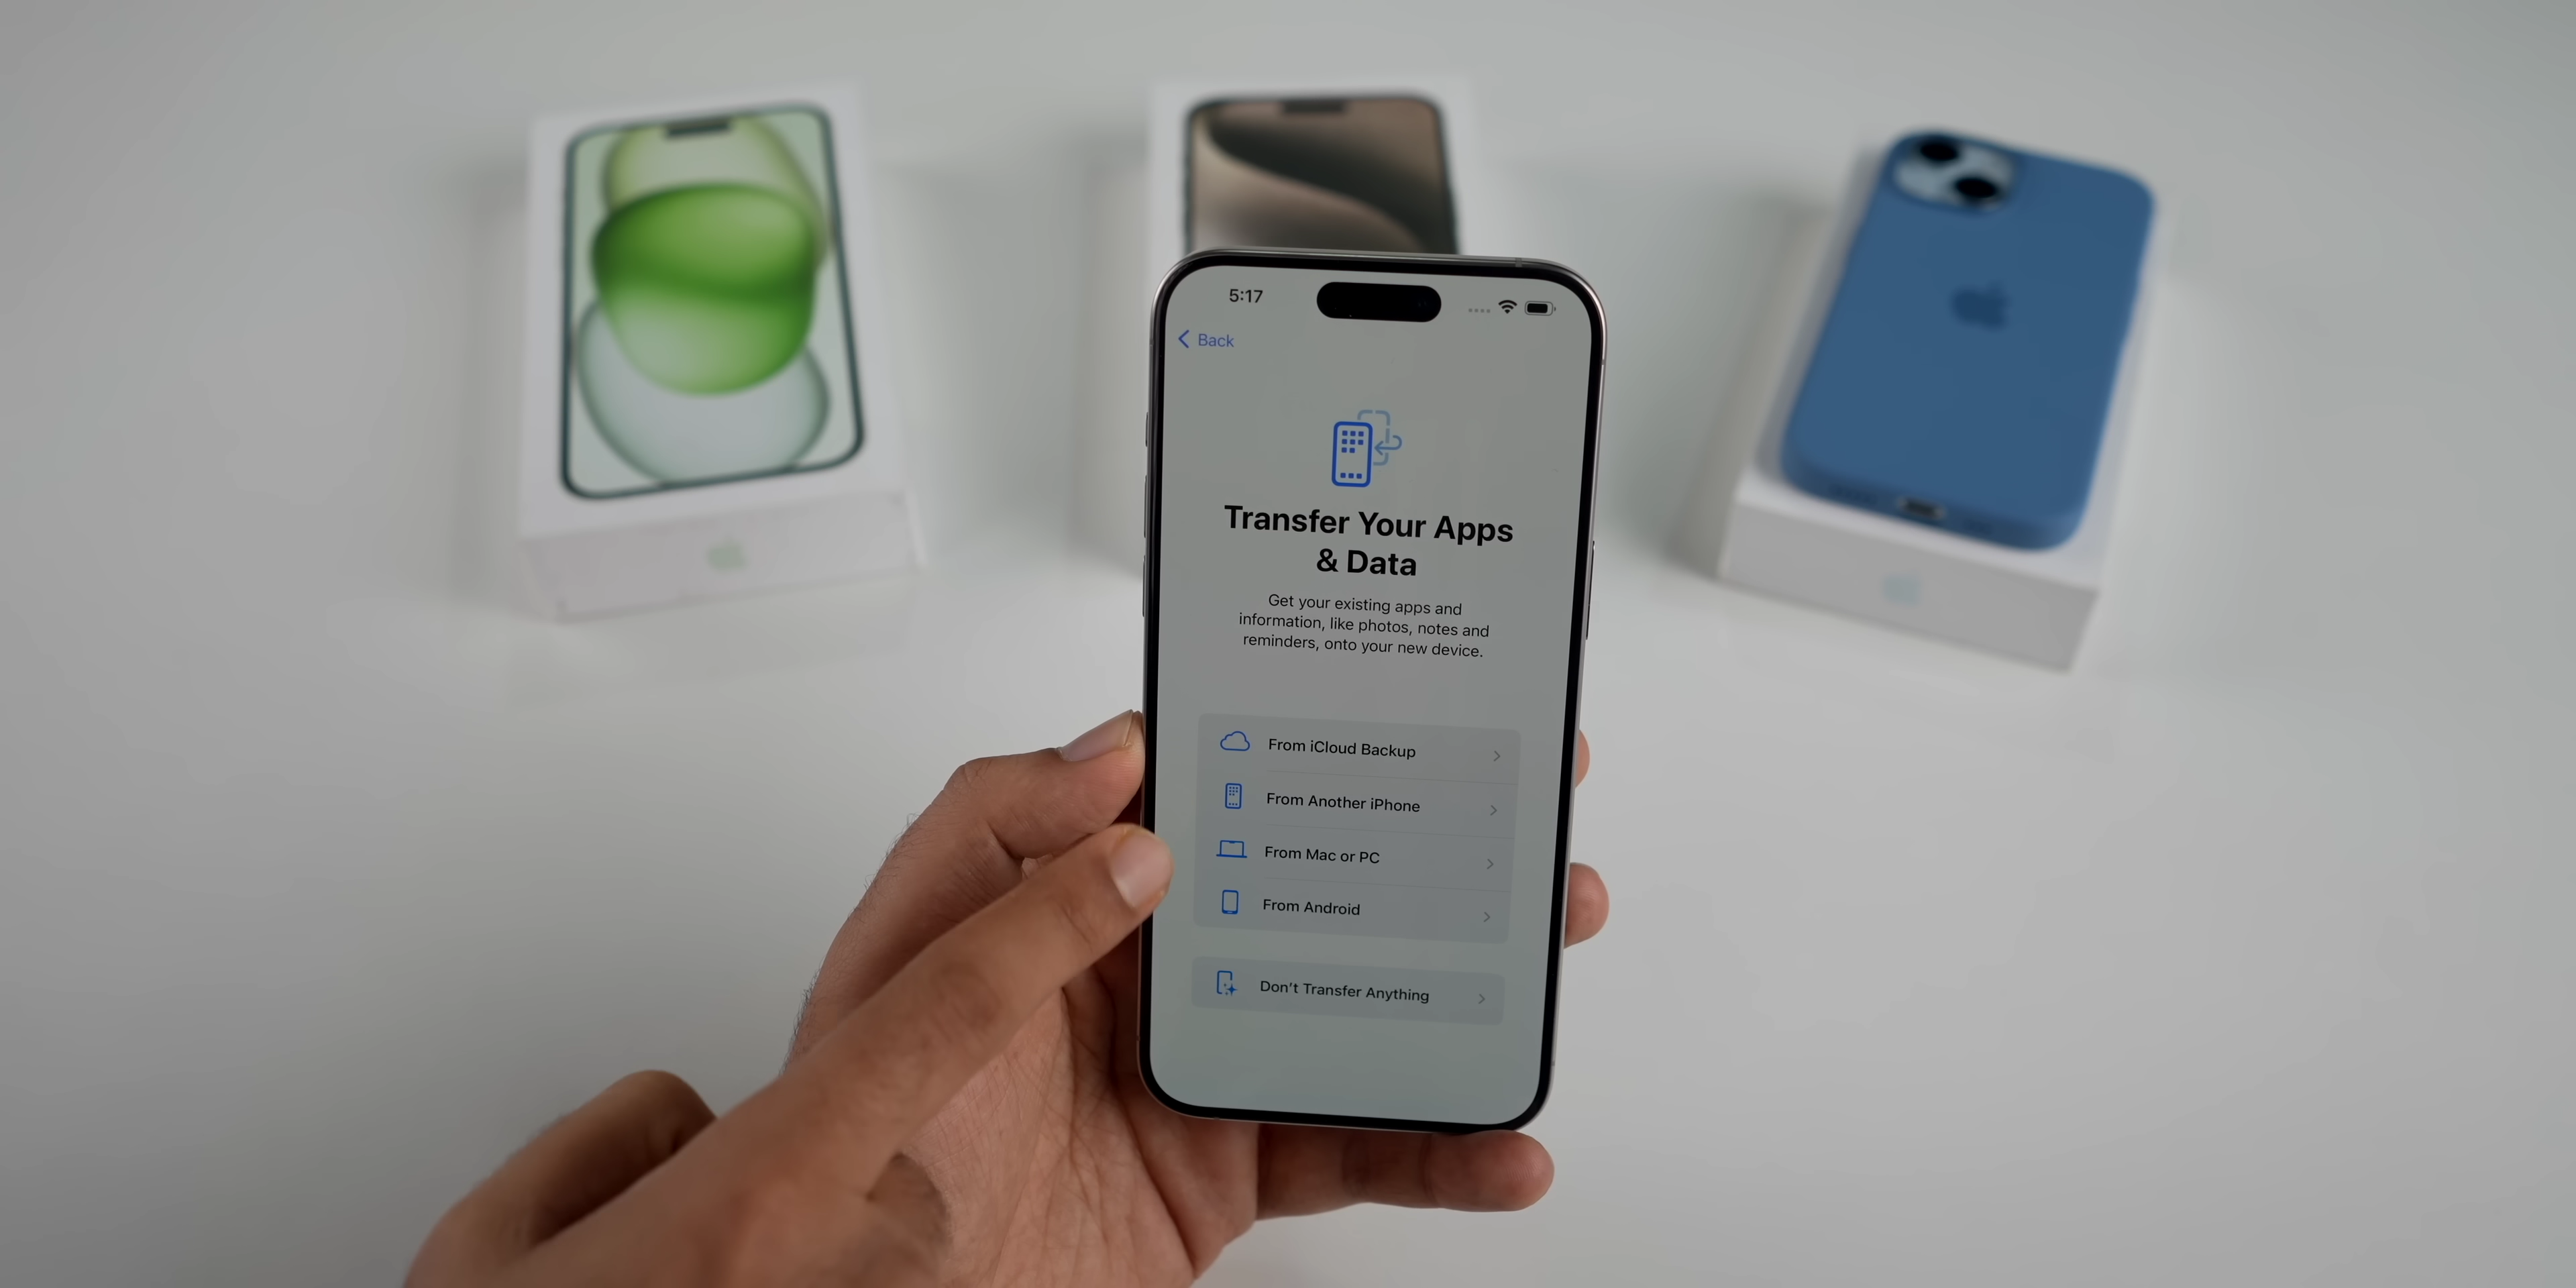 5:17
Back
Transfer Your Apps
& Data
Get your existing apps and
information, like photos, notes and
reminders, onto your new device.
From iCloud Backup
From Another iPhone
From Mac or PC
From Android
Don't Transfer Anything